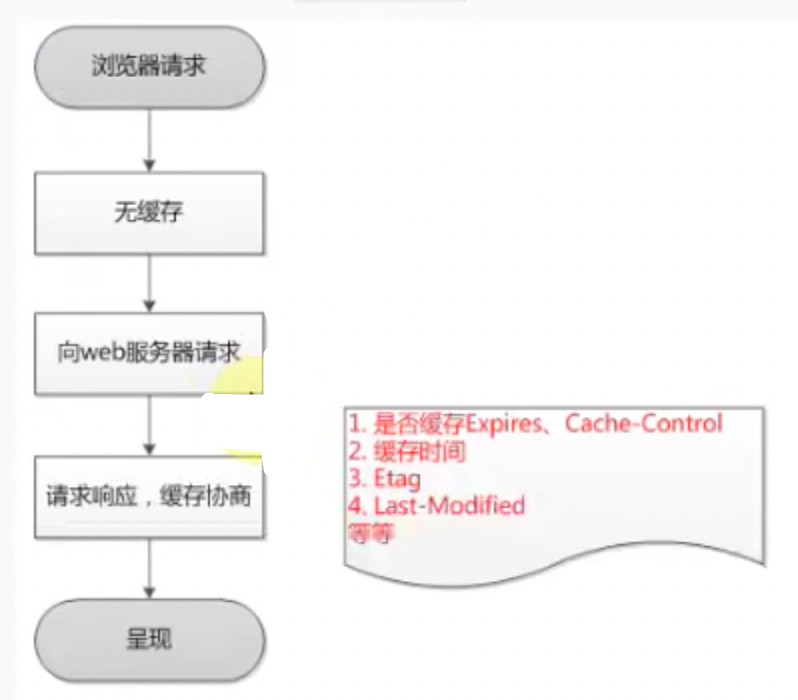 浏览器请求
无缓存
向web服务器请求
请求响应，缓存协商
呈现
1. 是否缓存Expires、Cache-Control
2. 缓存时间
3. Etag
4. Last-Modified
等等